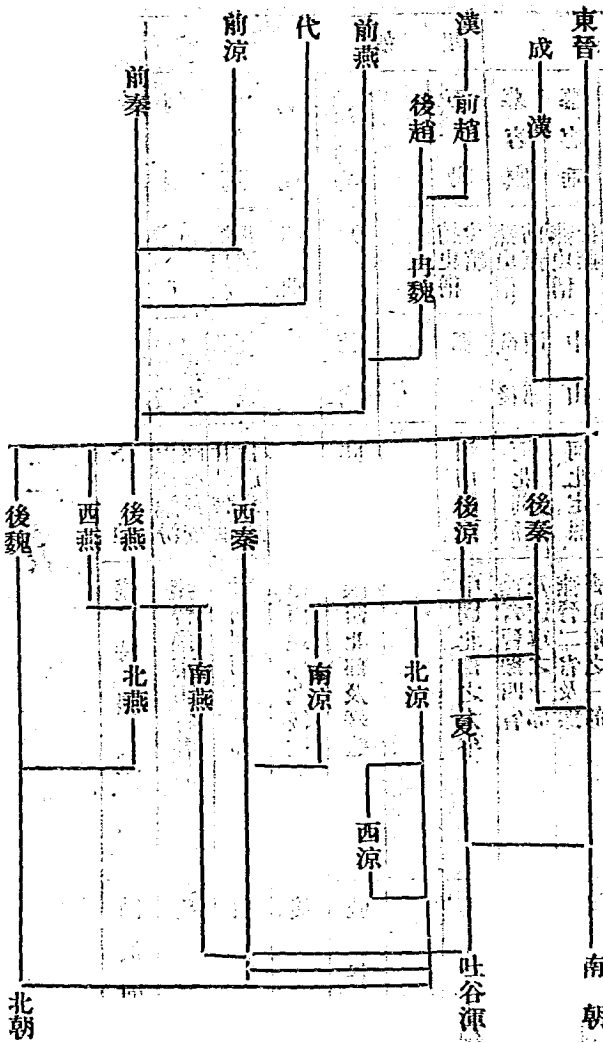 東晉
成
漢
漢
前趙
後趙
冉魏
前燕
代
前涼
前秦
後秦
後涼
西秦
後燕
西燕
後魏
夏
北涼
南涼
南燕
北燕
西涼
南朝
吐谷渾
北朝